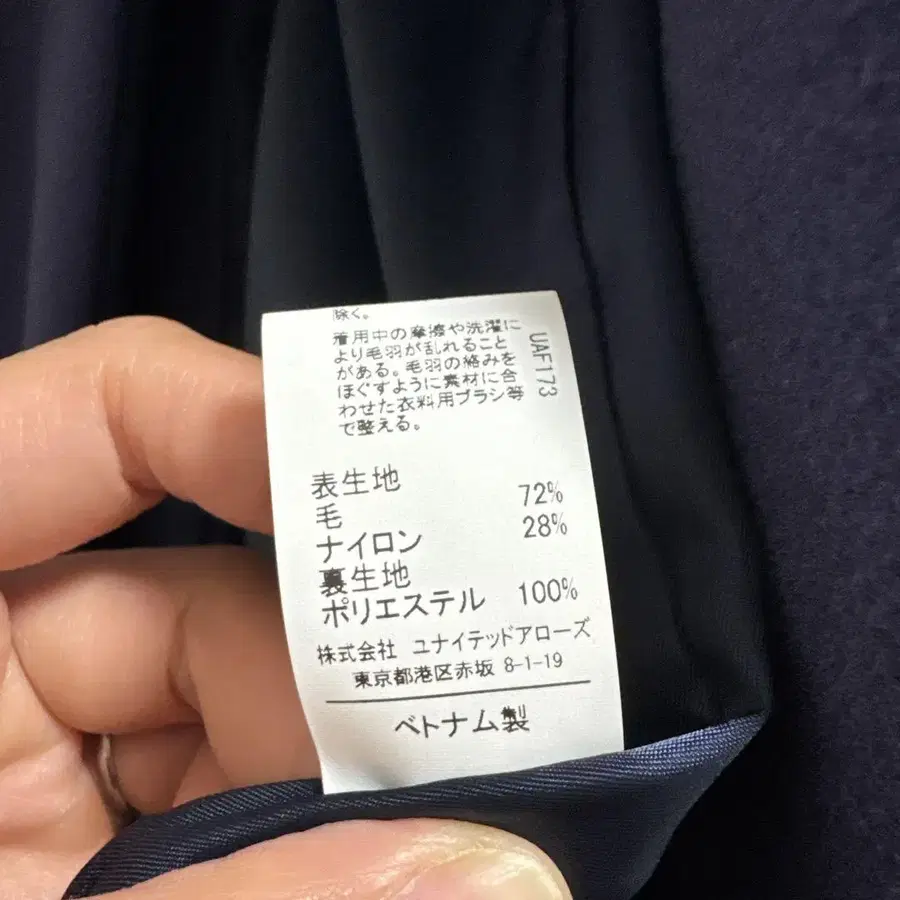 除く。
着用中の摩擦や洗濯に
より毛羽が乱れること
がある。毛羽の絡みを
ほぐすように素材に合
わせた衣料用ブラシ等
で整える。
UAF173
表生地
毛 72%
ナイロン 28%
裏生地
ポリエステル 100%
株式会社 ユナイテッドアローズ
東京都港区赤坂 8-1-19
ベトナム製